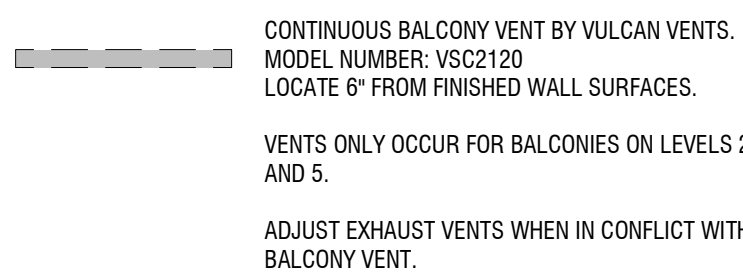 CONTINUOUS BALCONY VENT BY VULCAN VENTS.
MODEL NUMBER: VSC2120
LOCATE 6" FROM FINISHED WALL SURFACES.
VENTS ONLY OCCUR FOR BALCONIES ON LEVELS 2
AND 5.
ADJUST EXHAUST VENTS WHEN IN CONFLICT WITH
BALCONY VENT.